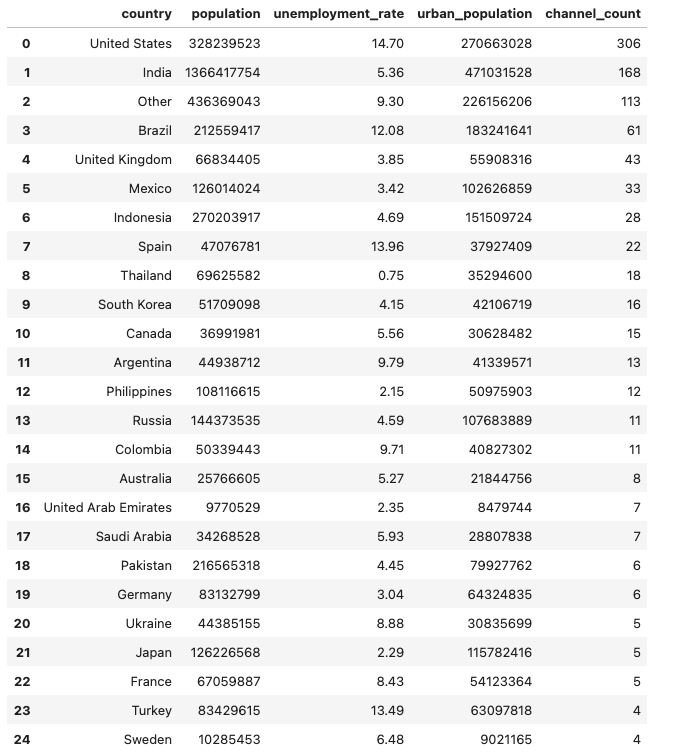 country population unemployment_rate urban_population channel_count
0 United States 328239523 14.70 270663028 306
1 India 1366417754 5.36 471031528 168
2 Other 436369043 9.30 226156206 113
3 Brazil 212559417 12.08 183241641 61
4 United Kingdom 66834405 3.85 55908316 43
5 Mexico 126014024 3.42 102626859 33
6 Indonesia 270203917 4.69 151509724 28
7 Spain 47076781 13.96 37927409 22
8 Thailand 69625582 0.75 35294600 18
9 South Korea 51709098 4.15 42106719 16
10 Canada 36991981 5.56 30628482 15
11 Argentina 44938712 9.79 41339571 13
12 Philippines 108116615 2.15 50975903 12
13 Russia 144373535 4.59 107683889 11
14 Colombia 50339443 9.71 40827302 11
15 Australia 25766605 5.27 21844756 8
16 United Arab Emirates 9770529 2.35 8479744 7
17 Saudi Arabia 34268528 5.93 28807838 7
18 Pakistan 216565318 4.45 79927762 6
19 Germany 83132799 3.04 64324835 6
20 Ukraine 44385155 8.88 30835699 5
21 Japan 126226568 2.29 115782416 5
22 France 67059887 8.43 54123364 5
23 Turkey 83429615 13.49 63097818 4
24 Sweden 10285453 6.48 9021165 4